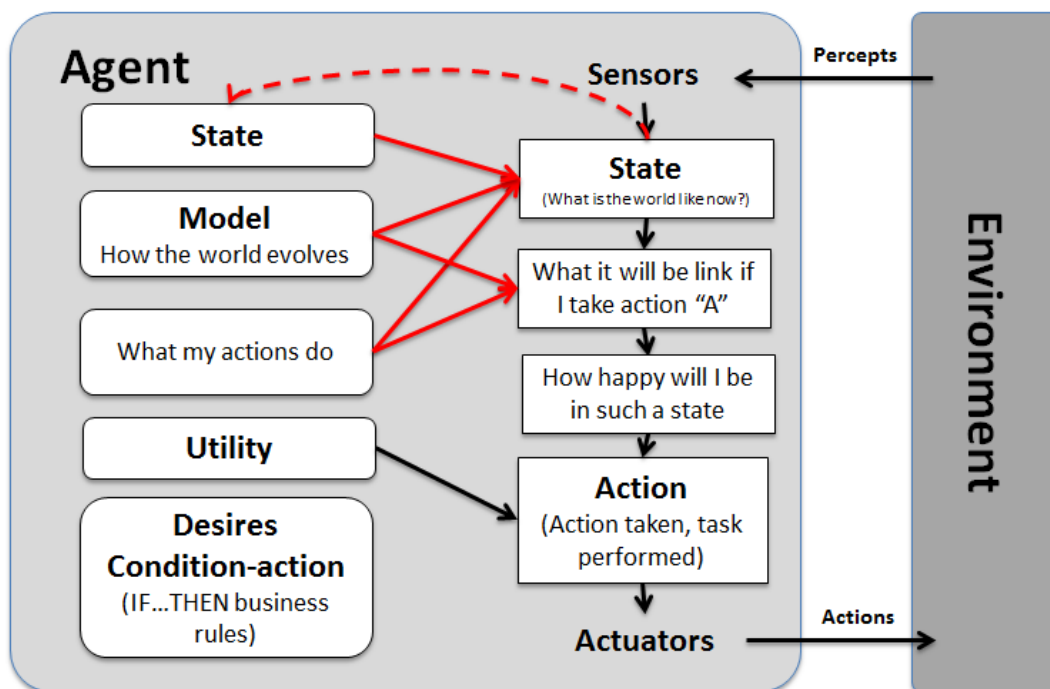 Agent
State
Model
How the world evolves
What my actions do
Utility
Desires
Condition-action
(IF...THEN business
rules)
Sensors
State
(What is the world like now?)
What it will be link if
I take action “A”
How happy will I be
in such a state
Action
(Action taken, task
performed)
Actuators
Percepts
Actions
Environment